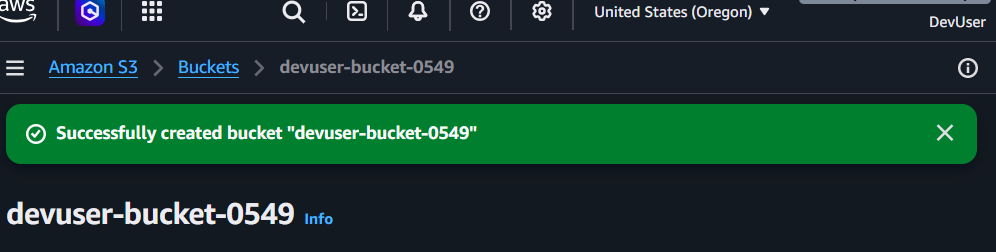 aws
United States (Oregon) ▼
DevUser
Amazon S3 > Buckets > devuser-bucket-0549
Successfully created bucket "devuser-bucket-0549"
devuser-bucket-0549 Info